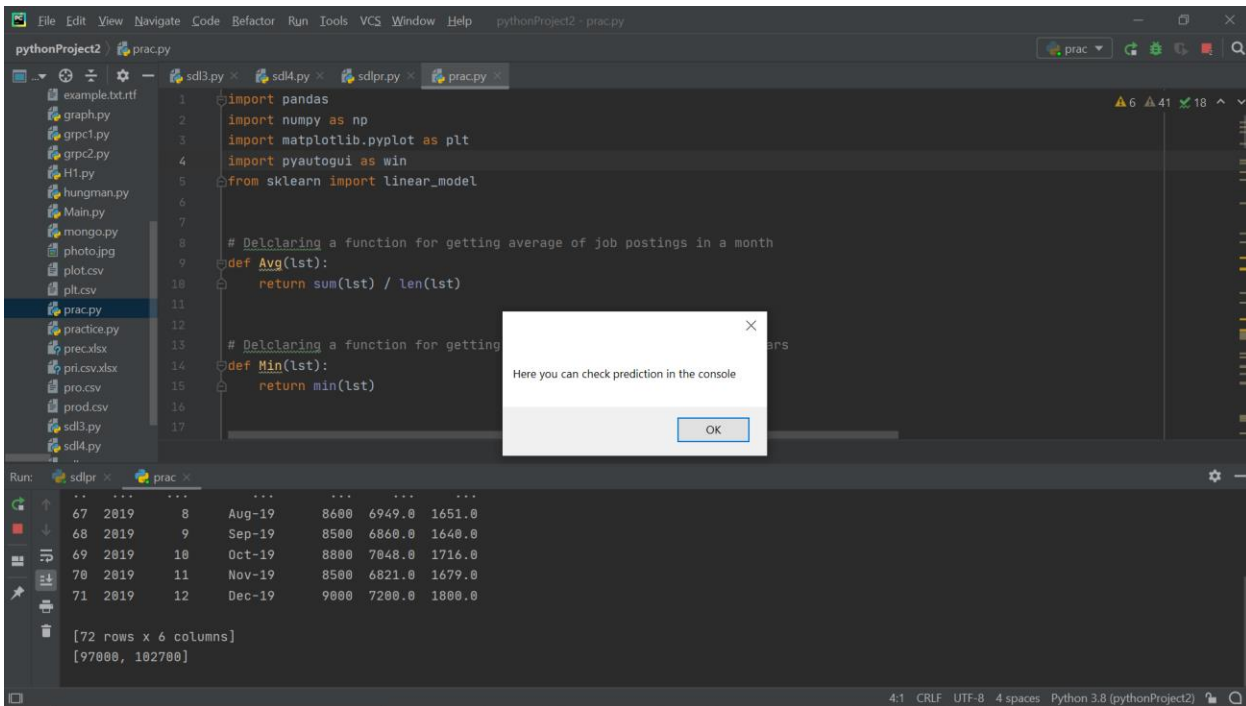 File Edit View Navigate Code Refactor Run Tools VCS Window Help pythonProject2 - prac.py
pythonProject2 prac.py
prac
sdl3.py sdl4.py sdlpr.py prac.py
example.txt.rtf
graph.py
grpc1.py
grpc2.py
H1.py
hungman.py
Main.py
mongo.py
photo.jpg
plot.csv
plt.csv
prac.py
practice.py
prec.xlsx
pri.csv.xlsx
pro.csv
prod.csv
sdl3.py
sdl4.py
6 41 18
1 import pandas
2 import numpy as np
3 import matplotlib.pyplot as plt
4 import pyautogui as win
5 from sklearn import linear_model
6
7
8 # Delclaring a function for getting average of job postings in a month
9 def Avg(lst):
10 return sum(lst) / len(lst)
11
12
13 # Delclaring a function for getting ars
14 def Min(lst):
15 return min(lst)
16
17
Here you can check prediction in the console
OK
Run: sdlpr prac
.. ... ... ... ... ... ...
67 2019 8 Aug-19 8600 6949.0 1651.0
68 2019 9 Sep-19 8500 6860.0 1640.0
69 2019 10 Oct-19 8800 7048.0 1716.0
70 2019 11 Nov-19 8500 6821.0 1679.0
71 2019 12 Dec-19 9000 7200.0 1800.0
[72 rows x 6 columns]
[97000, 102700]
4:1 CRLF UTF-8 4 spaces Python 3.8 (pythonProject2)